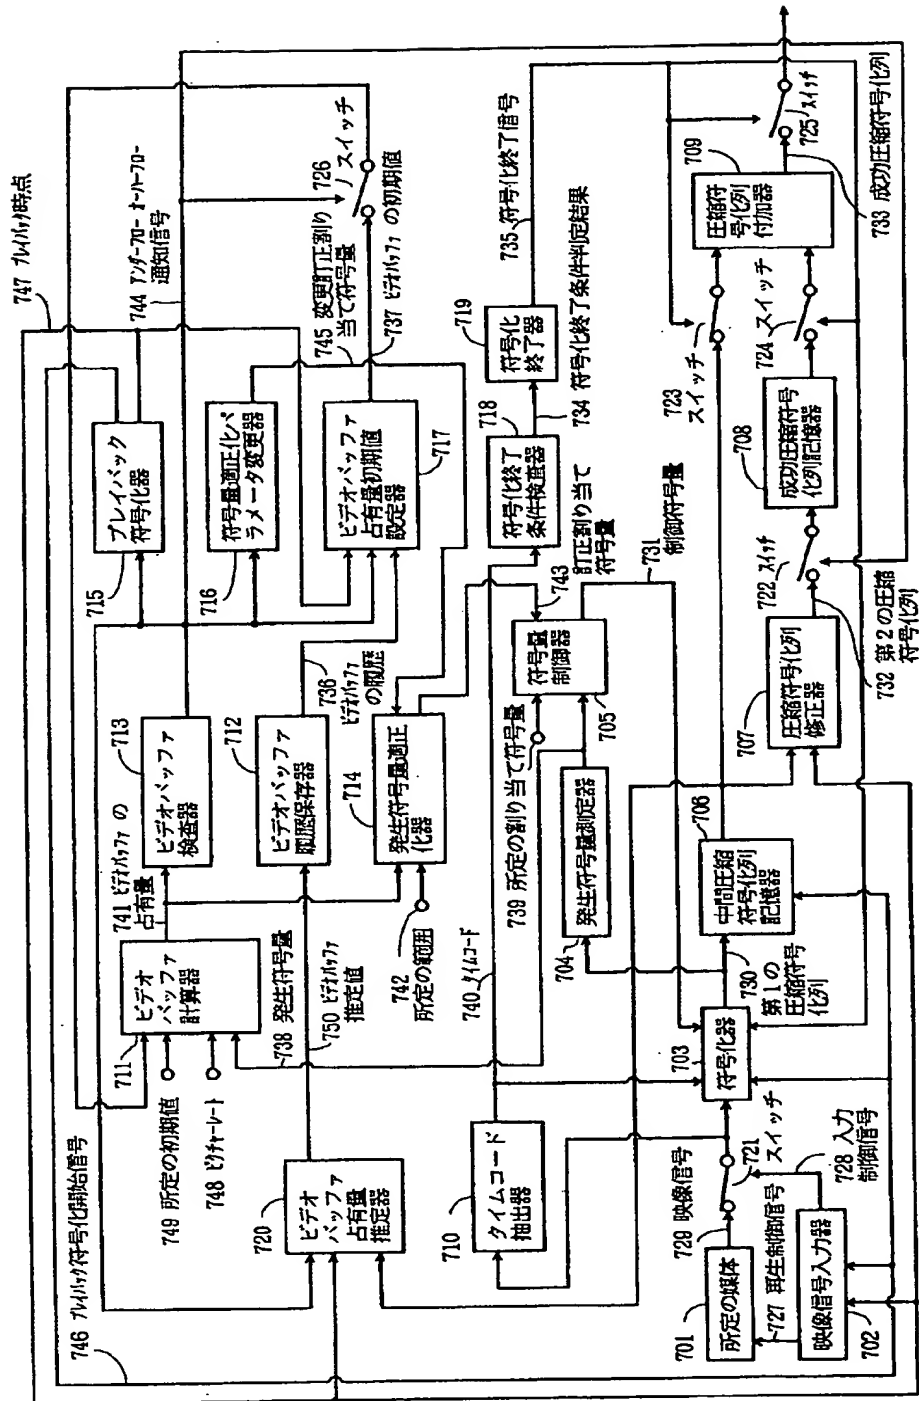 747 プレイバック時点
744 アンダーフロー オーバーフロー
通知信号
726
スイッチ
745 変更訂正割り
当て符号量
737 ビデオバッファの初期値
715
プレイバック
符号化器
716
符号量適正化パ
ラメータ変更器
717
ビデオバッファ
占有量初期値
設定器
735 符号化終了信号
719
符号化
終了器
734 符号化終了条件判定結果
718
符号化終了
条件検査器
725 スイッチ
709
圧縮符
号化列
付加器
733 成功圧縮符号化列
723
スイッチ
724 スイッチ
708
成功圧縮符号
化列記憶器
722 スイッチ
732 第2の圧縮
符号化列
707
圧縮符号化列
修正器
713
ビデオバッファ
検査器
741 ビデオバッファの
占有量
712
ビデオバッファ
履歴保存器
736
ビデオバッファ
の履歴
714
発生符号量適正
化器
742 所定の範囲
743
訂正割り当て
符号量
731
制御符号量
符号量
制御器
705
739 所定の割り当て符号量
発生符号量測定器
704
706
中間圧縮
符号化列
記憶器
730
第1の
圧縮符号
化列
711
ビデオ
バッファ
計算器
738 発生符号量
750 ビデオバッファ
推定値
740 タイムコード
749 所定の初期値
748 ピクチャーレート
746 プレイバック符号化開始信号
720
ビデオ
バッファ
占有量
推定器
710
タイムコード
抽出器
703
符号化器
721
スイッチ
728 入力
制御信号
729 映像信号
727 再生制御信号
701
所定の媒体
映像信号入力器
702